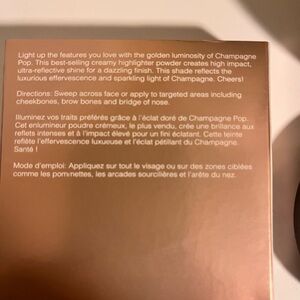 Light up the features you love with the golden luminosity of Champagne
Pop. This best-selling creamy highlighter powder creates high impact,
ultra-reflective shine for a dazzling finish. This shade reflects the
luxurious effervescence and sparkling light of Champagne. Cheers!
Directions: Sweep across face or apply to targeted areas including
cheekbones, brow bones and bridge of nose.
Illuminez vos traits préférés grâce à l'éclat doré de Champagne Pop.
Cet enlumineur poudre crémeux, le plus vendu, crée une brillance aux
reflets intenses et à l'impact élevé pour un fini éclatant. Cette teinte
reflète l'effervescence luxueuse et l'éclat pétillant du Champagne.
Santé !
Mode d'emploi: Appliquez sur tout le visage ou sur des zones ciblées
comme les pommettes, les arcades sourcilières et l'arête du nez.